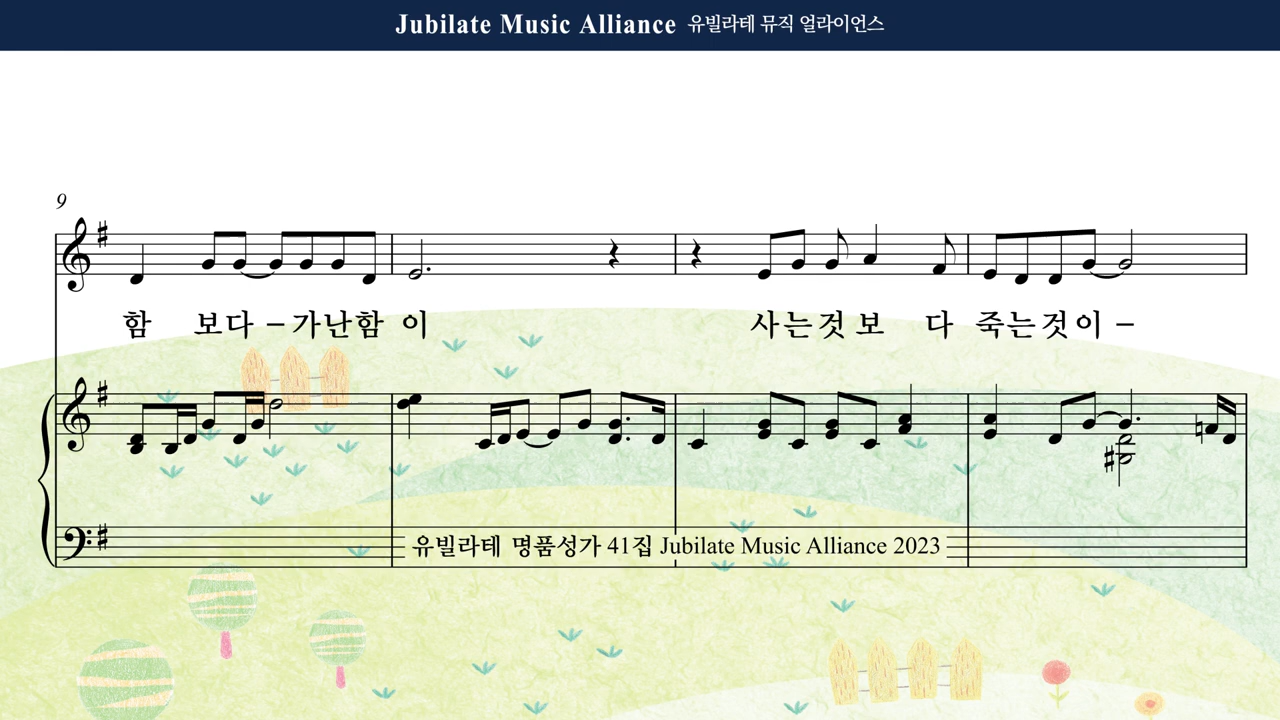 Jubilate Music Alliance 유빌라테 뮤직 얼라이언스
9
함 보다 - 가난함 이 사는것보 다 죽는것이 -
유빌라테 명품성가 41집 Jubilate Music Alliance 2023